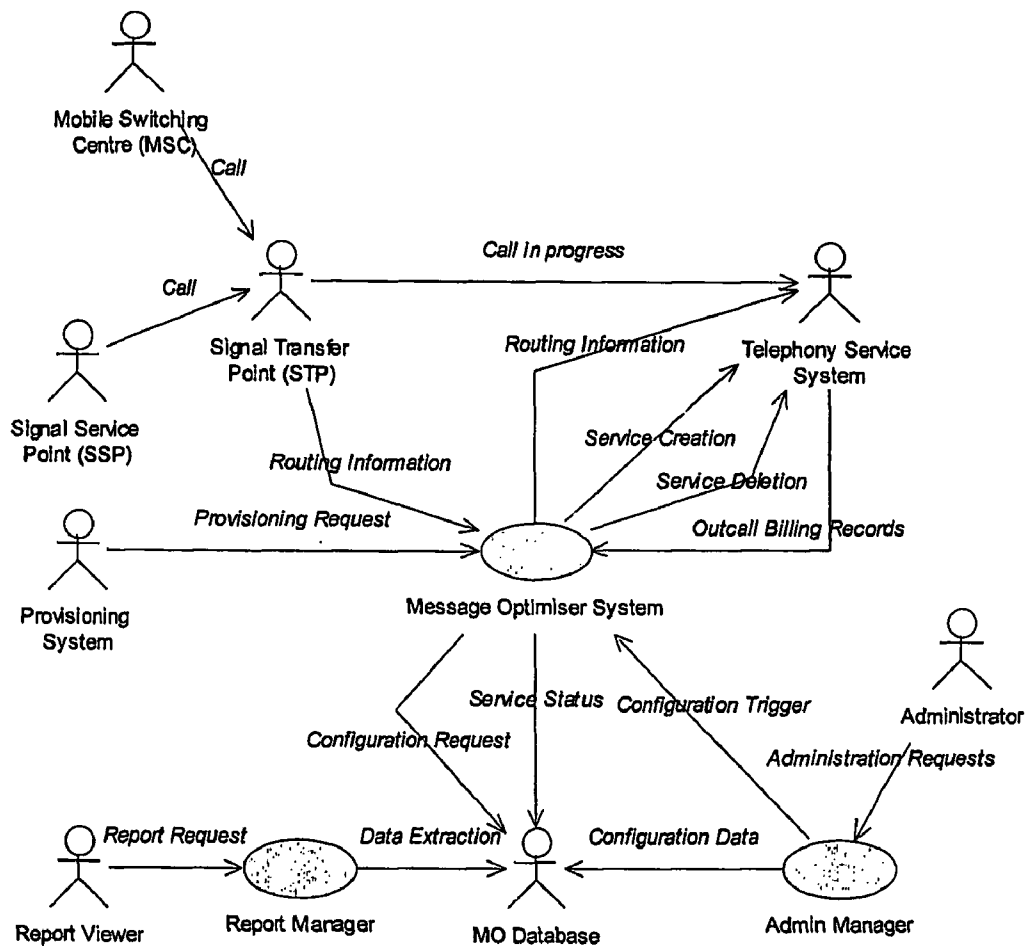 Mobile Switching
Centre (MSC)
Call
Call in progress
Call
Signal Transfer
Point (STP)
Routing Information
Telephony Service
System
Signal Service
Point (SSP)
Service Creation
Routing Information
Service Deletion
Provisioning Request
Outcall Billing Records
Provisioning
System
Message Optimiser System
Service Status
Configuration Trigger
Administrator
Configuration Request
Administration Requests
Report Request
Data Extraction
Configuration Data
Report Viewer
Report Manager
MO Database
Admin Manager